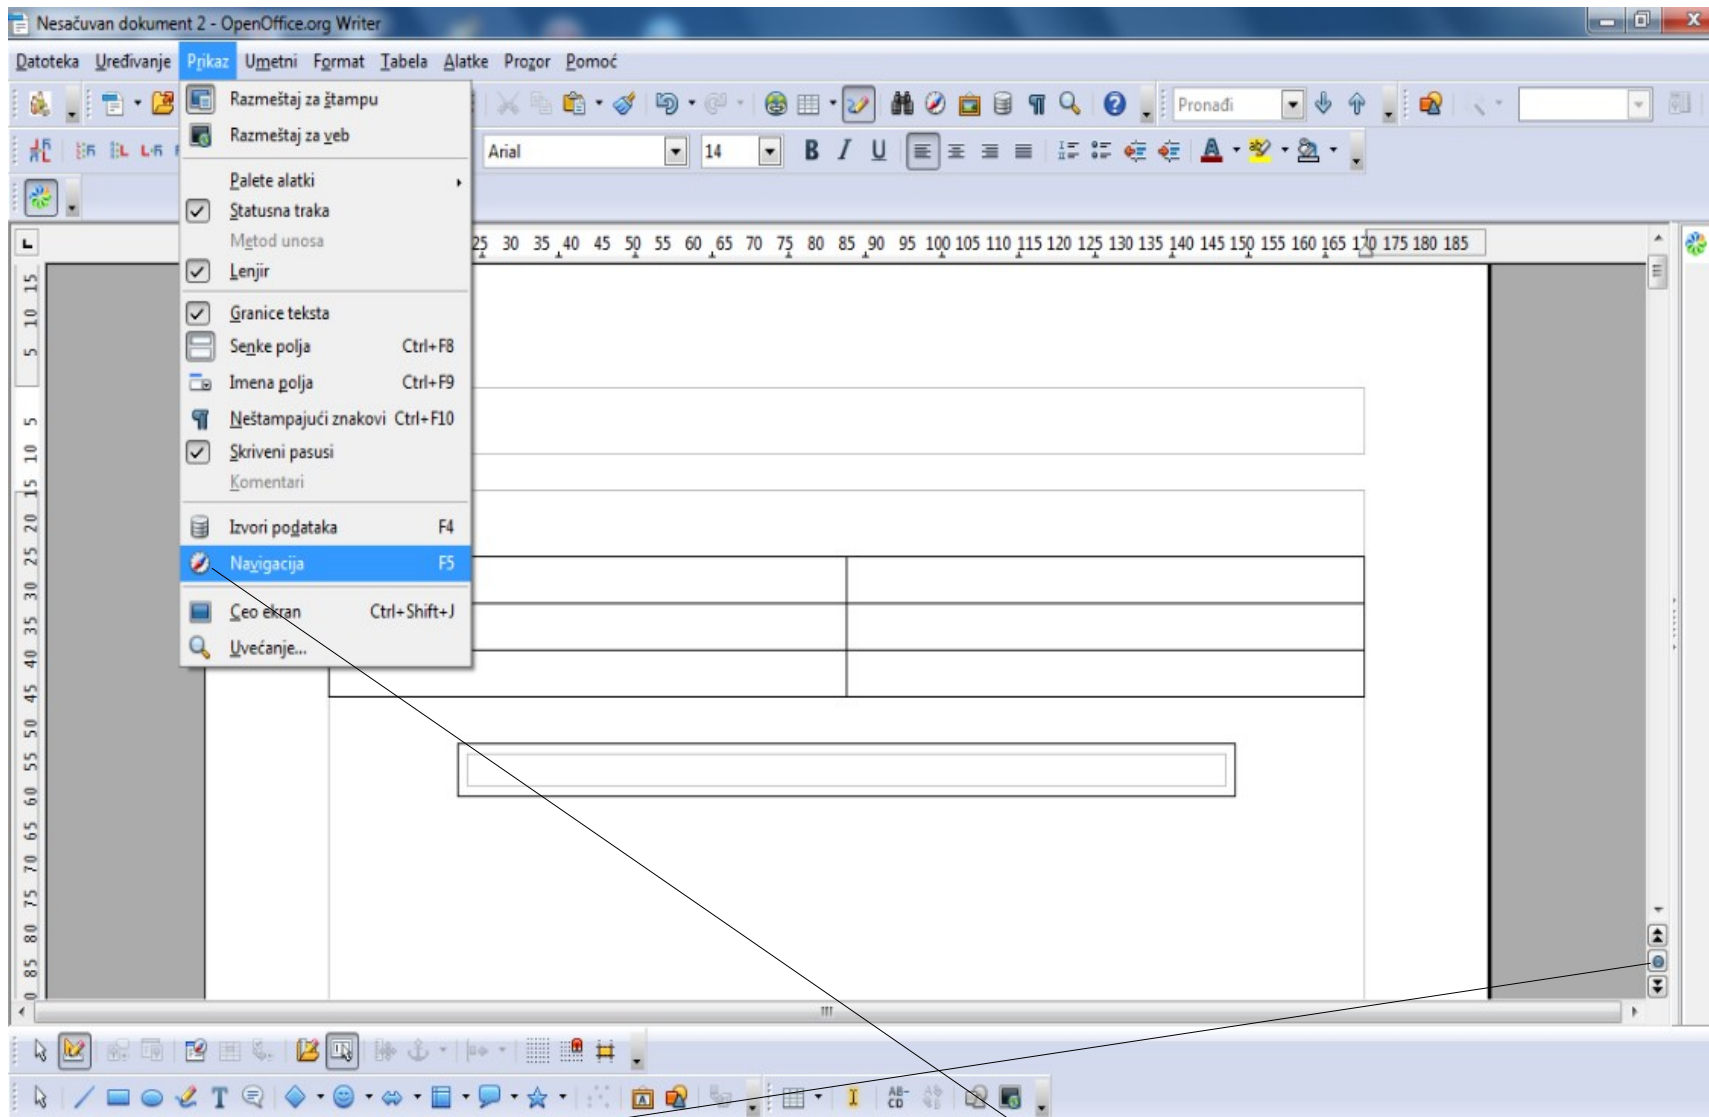 Nesačuvan dokument 2 - OpenOffice.org Writer
Datoteka Uređivanje Prikaz Umetni Format Tabela Alatke Prozor Pomoć
Razmeštaj za štampu
Pronađi
Razmeštaj za veb
Arial 14 B I U
Palete alatki
Statusna traka
Metod unosa
25 30 35 40 45 50 55 60 65 70 75 80 85 90 95 100 105 110 115 120 125 130 135 140 145 150 155 160 165 170 175 180 185
Lenjir
Granice teksta
Senke polja Ctrl+F8
Imena polja Ctrl+F9
Neštampajući znakovi Ctrl+F10
Skriveni pasusi
Komentari
Izvori podataka F4
Navigacija F5
Ceo ekran Ctrl+Shift+J
Uvećanje...
15 10 5 5 10 15 20 25 30 35 40 45 50 55 60 65 70 75 80 85
T
AB-
CD